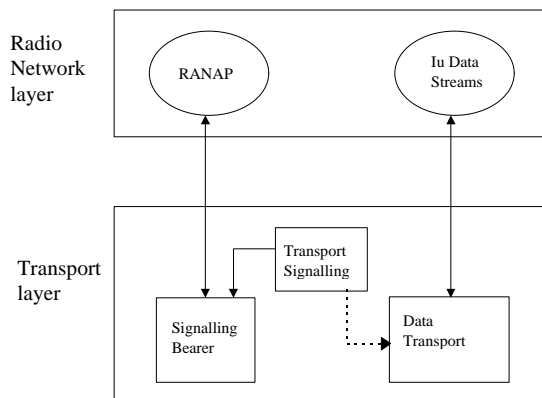 Radio
Network
layer
RANAP
Iu Data
Streams
Transport
layer
Transport
Signalling
Signalling
Bearer
Data
Transport